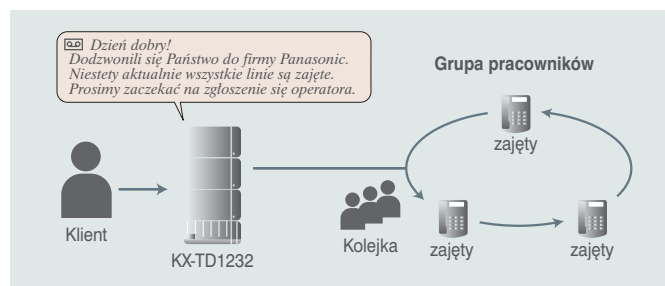 Dzień dobry!
Dodzwonili się Państwo do firmy Panasonic.
Niestety aktualnie wszystkie linie są zajęte.
Prosimy zaczekać na zgłoszenie się operatora.
Grupa pracowników
zajęty
Klient
KX-TD1232
Kolejka
zajęty
zajęty